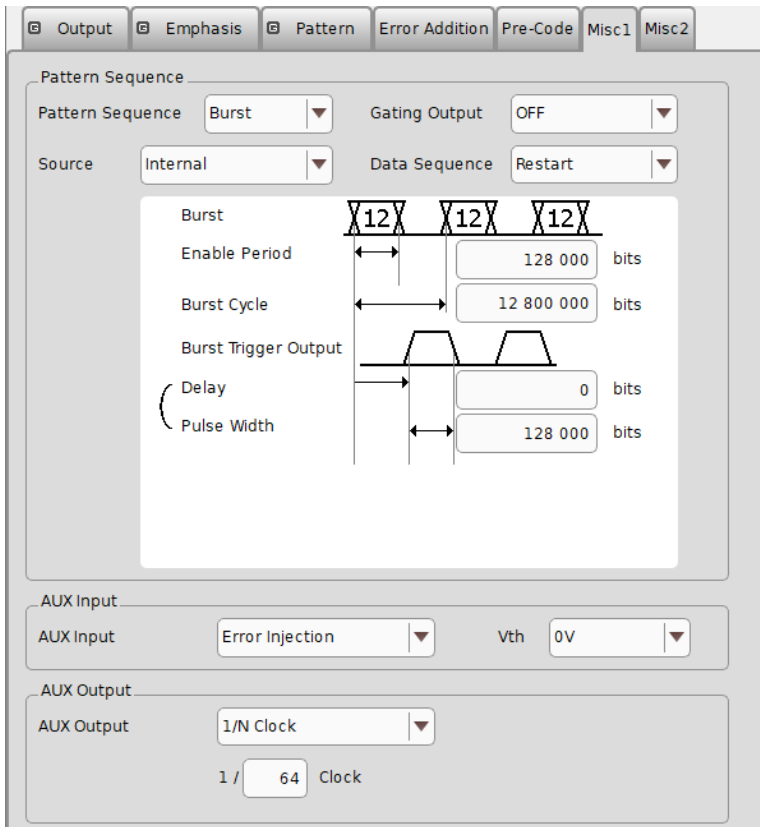 G Output G Emphasis G Pattern Error Addition Pre-Code Misc1 Misc2
Pattern Sequence
Pattern Sequence Burst Gating Output OFF
Source Internal Data Sequence Restart
Burst 12 12 12
Enable Period 128 000 bits
Burst Cycle 12 800 000 bits
Burst Trigger Output
Delay 0 bits
Pulse Width 128 000 bits
AUX Input
AUX Input Error Injection Vth 0V
AUX Output
AUX Output 1/N Clock
1 / 64 Clock